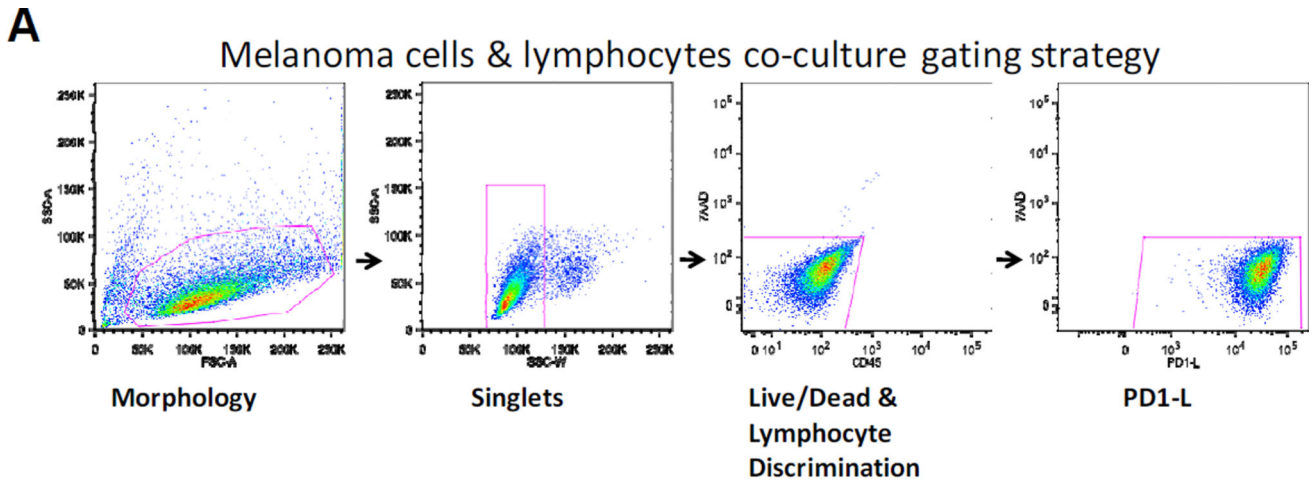 A
Melanoma cells & lymphocytes co-culture gating strategy
250K
200K
150K
100K
50K
0
SSC-A
0 50K 100K 150K 200K 250K
FSC-A
Morphology
250K
200K
150K
100K
50K
0
SSC-A
0 50K 100K 150K 200K 250K
SSC-W
Singlets
10^5
10^4
10^3
10^2
0
7AAD
0 10^1 10^2 10^3 10^4 10^5
CD45
Live/Dead &
Lymphocyte
Discrimination
10^5
10^4
10^3
10^2
0
7AAD
0 10^3 10^4 10^5
PD1-L
PD1-L